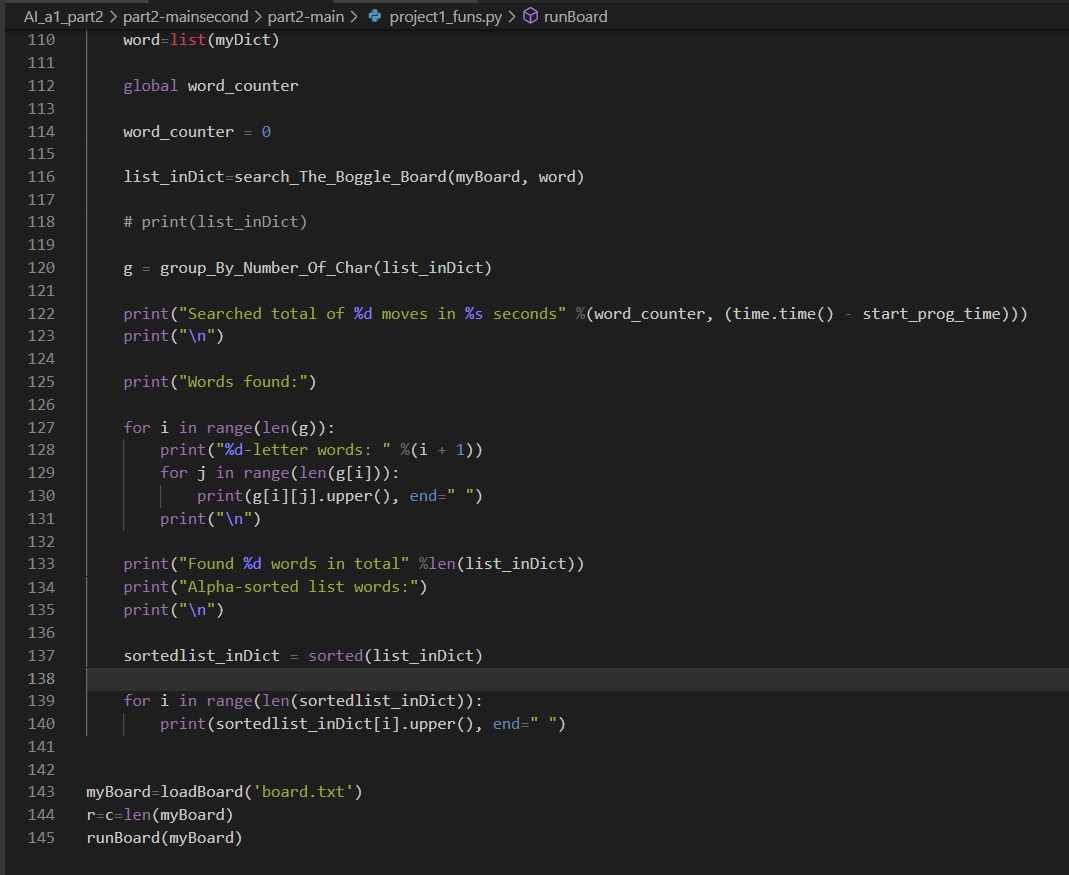 AI_a1_part2 > part2-mainsecond > part2-main > project1_funs.py > runBoard
110 word=list(myDict)
111
112 global word_counter
113
114 word_counter = 0
115
116 list_inDict=search_The_Boggle_Board(myBoard, word)
117
118 # print(list_inDict)
119
120 g = group_By_Number_Of_Char(list_inDict)
121
122 print("Searched total of %d moves in %s seconds" %(word_counter, (time.time() - start_prog_time)))
123 print("\n")
124
125 print("Words found:")
126
127 for i in range(len(g)):
128 print("%d-letter words: " %(i + 1))
129 for j in range(len(g[i])):
130 print(g[i][j].upper(), end=" ")
131 print("\n")
132
133 print("Found %d words in total" %len(list_inDict))
134 print("Alpha-sorted list words:")
135 print("\n")
136
137 sortedlist_inDict = sorted(list_inDict)
138
139 for i in range(len(sortedlist_inDict)):
140 print(sortedlist_inDict[i].upper(), end=" ")
141
142
143 myBoard=loadBoard('board.txt')
144 r=c=len(myBoard)
145 runBoard(myBoard)